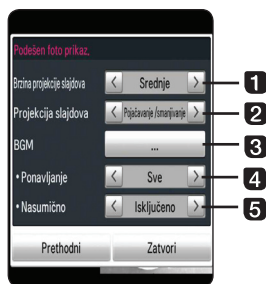 Podešen foto prikaz.
Brzina projekcije slajdova < Srednje > 1
Projekcija slajdova < Pojačavanje /smanjivanje > 2
BGM ... 3
• Ponavljanje < Sve > 4
• Nasumično < Isključeno > 5
Prethodni Zatvori